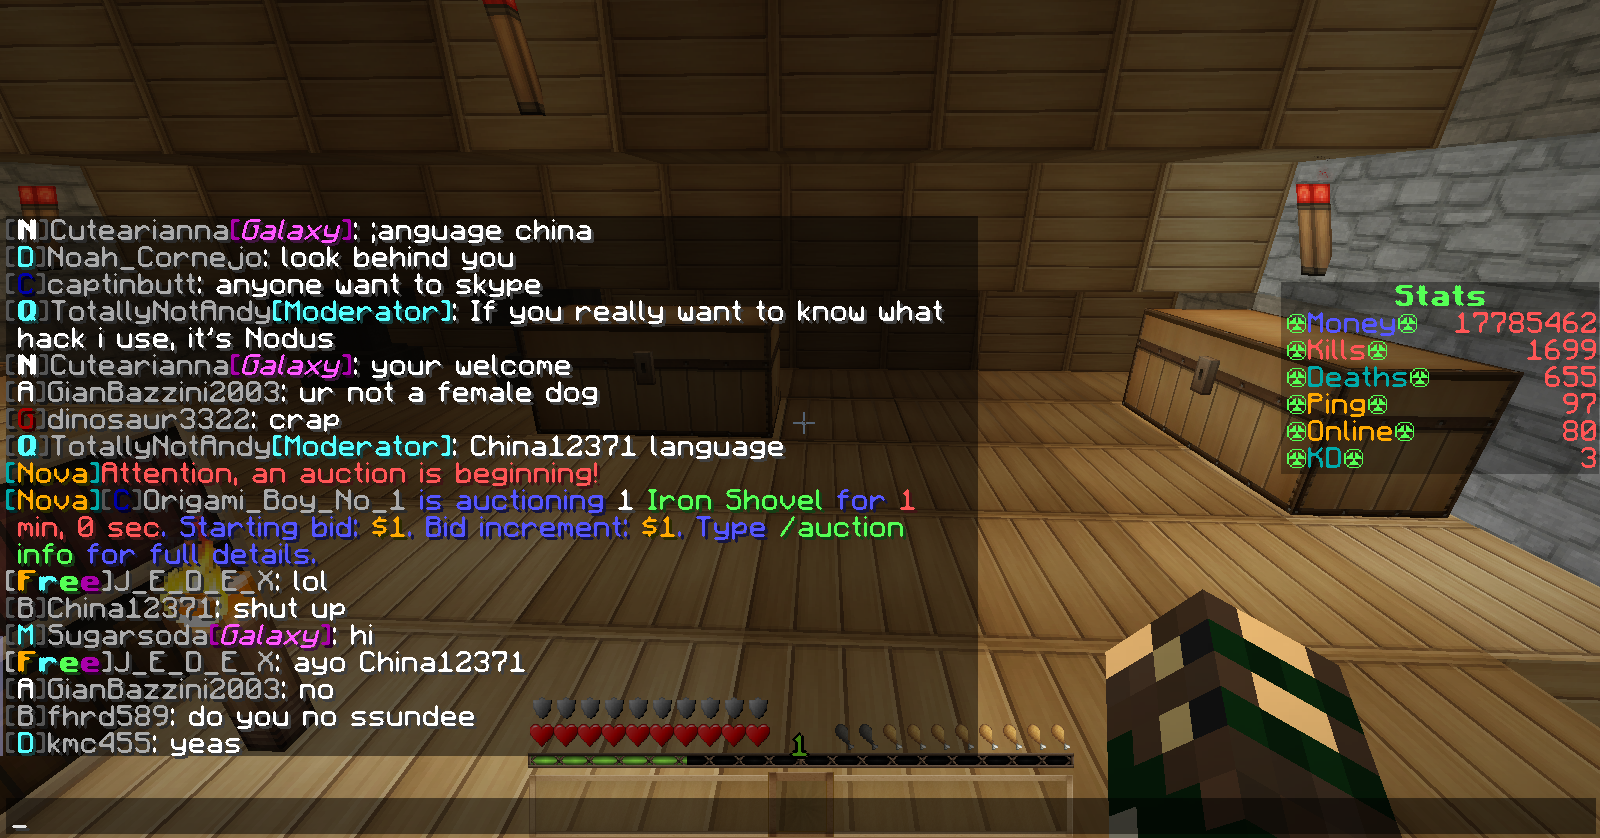 [N]Cutearianna[Galaxy]: ;anguage china
[D]Noah_Cornejo: look behind you
[C]captinbutt: anyone want to skype
[Q]TotallyNotAndy[Moderator]: If you really want to know what
hack i use, it's Nodus
[N]Cutearianna[Galaxy]: your welcome
[A]GianBazzini2003: ur not a female dog
[G]dinosaur3322: crap
[Q]TotallyNotAndy[Moderator]: China12371 language
[Nova]Attention, an auction is beginning!
[Nova][C]Origami_Boy_No_1 is auctioning 1 Iron Shovel for 1
min, 0 sec. Starting bid: $1. Bid increment: $1. Type /auction
info for full details.
[Free]J_E_D_E_X: lol
[B]China12371: shut up
[M]Sugarsoda[Galaxy]: hi
[Free]J_E_D_E_X: ayo China12371
[A]GianBazzini2003: no
[B]fhrd589: do you no ssundee
[D]kmc455: yeas
_
Stats
☢Money☢ 17785462
☢Kills☢ 1699
☢Deaths☢ 655
☢Ping☢ 97
☢Online☢ 80
☢KD☢ 3
1